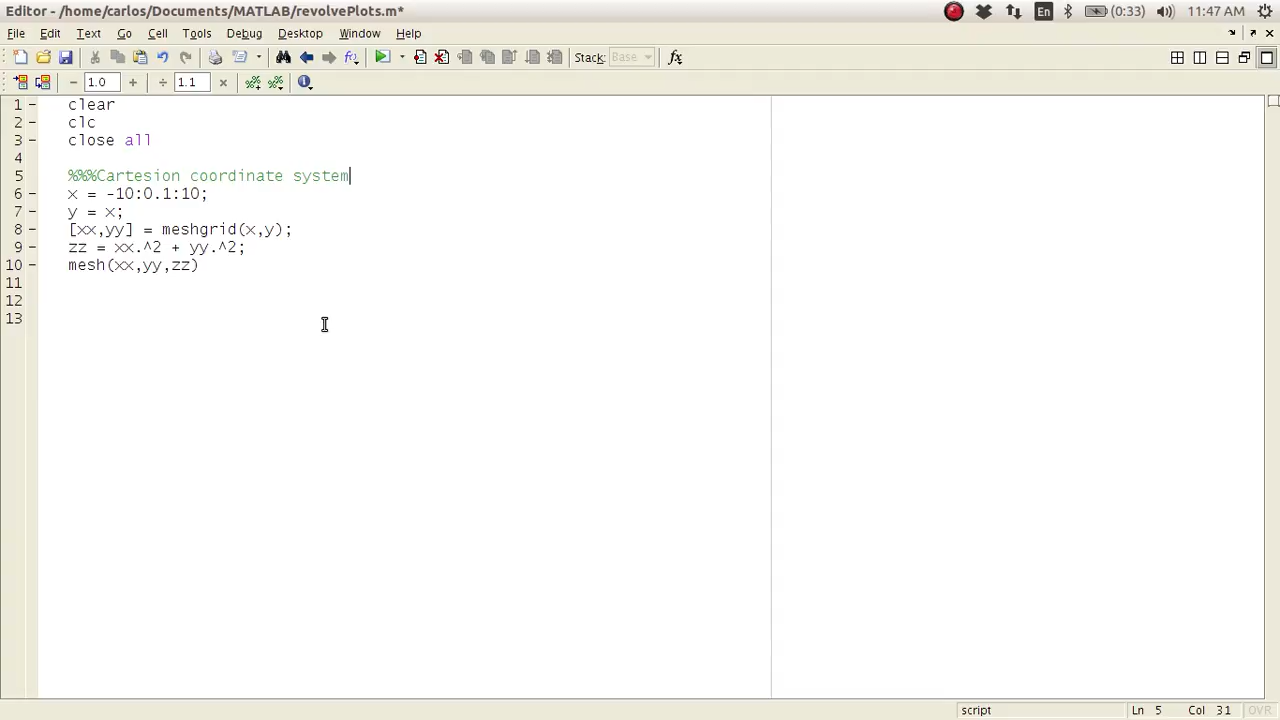 Editor - /home/carlos/Documents/MATLAB/revolvePlots.m*
En (0:33) 11:47 AM
File Edit Text Go Cell Tools Debug Desktop Window Help
Stack: Base fx
- 1.0 + ÷ 1.1 ×
1 - clear
2 - clc
3 - close all
4
5 %%%Cartesion coordinate system
6 - x = -10:0.1:10;
7 - y = x;
8 - [xx,yy] = meshgrid(x,y);
9 - zz = xx.^2 + yy.^2;
10 - mesh(xx,yy,zz)
11
12
13
script Ln 5 Col 31 OVR